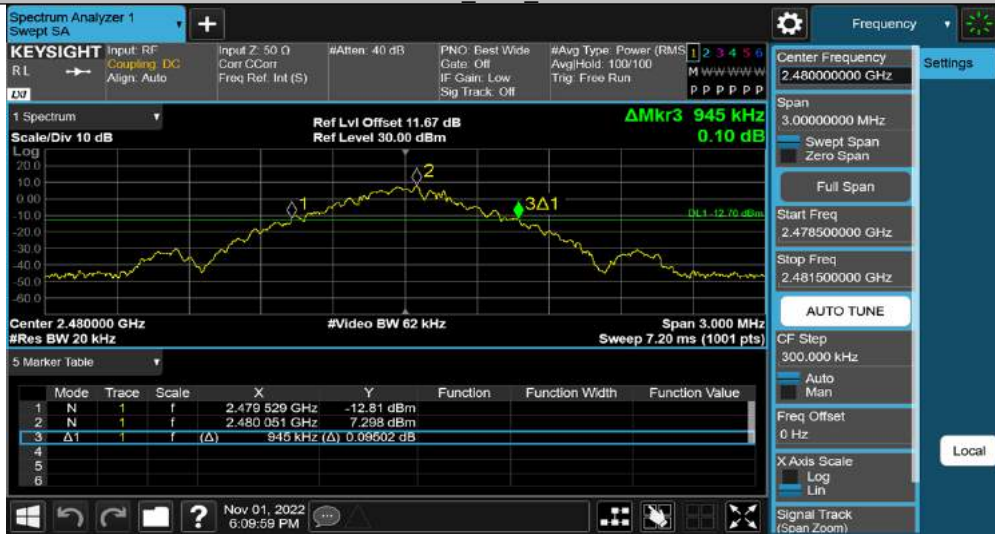 Spectrum Analyzer 1
Swept SA
+
Frequency
KEYSIGHT
RL
LXI
Input: RF
Coupling: DC
Align: Auto
Input Z: 50 Ω
Corr CCorr
Freq Ref: Int (S)
#Atten: 40 dB
PNO: Best Wide
Gate: Off
IF Gain: Low
Sig Track: Off
#Avg Type: Power (RMS
Avg|Hold: 100/100
Trig: Free Run
1 2 3 4 5 6
M W W W W W
P P P P P P
1 Spectrum
Scale/Div 10 dB
Ref Lvl Offset 11.67 dB
Ref Level 30.00 dBm
ΔMkr3 945 kHz
0.10 dB
Log
20.0
10.0
0.00
-10.0
-20.0
-30.0
-40.0
-50.0
-60.0
1
2
3Δ1
DL1 -12.70 dBm
Center 2.480000 GHz
#Res BW 20 kHz
#Video BW 62 kHz
Span 3.000 MHz
Sweep 7.20 ms (1001 pts)
5 Marker Table
Mode Trace Scale X Y Function Function Width Function Value
1 N 1 f 2.479 529 GHz -12.81 dBm
2 N 1 f 2.480 051 GHz 7.298 dBm
3 Δ1 1 f (Δ) 945 kHz (Δ) 0.09502 dB
4
5
6
?
Nov 01, 2022
6:09:59 PM
Center Frequency
2.480000000 GHz
Span
3.00000000 MHz
Swept Span
Zero Span
Full Span
Start Freq
2.478500000 GHz
Stop Freq
2.481500000 GHz
AUTO TUNE
CF Step
300.000 kHz
Auto
Man
Freq Offset
0 Hz
X Axis Scale
Log
Lin
Signal Track
(Span Zoom)
Settings
Local